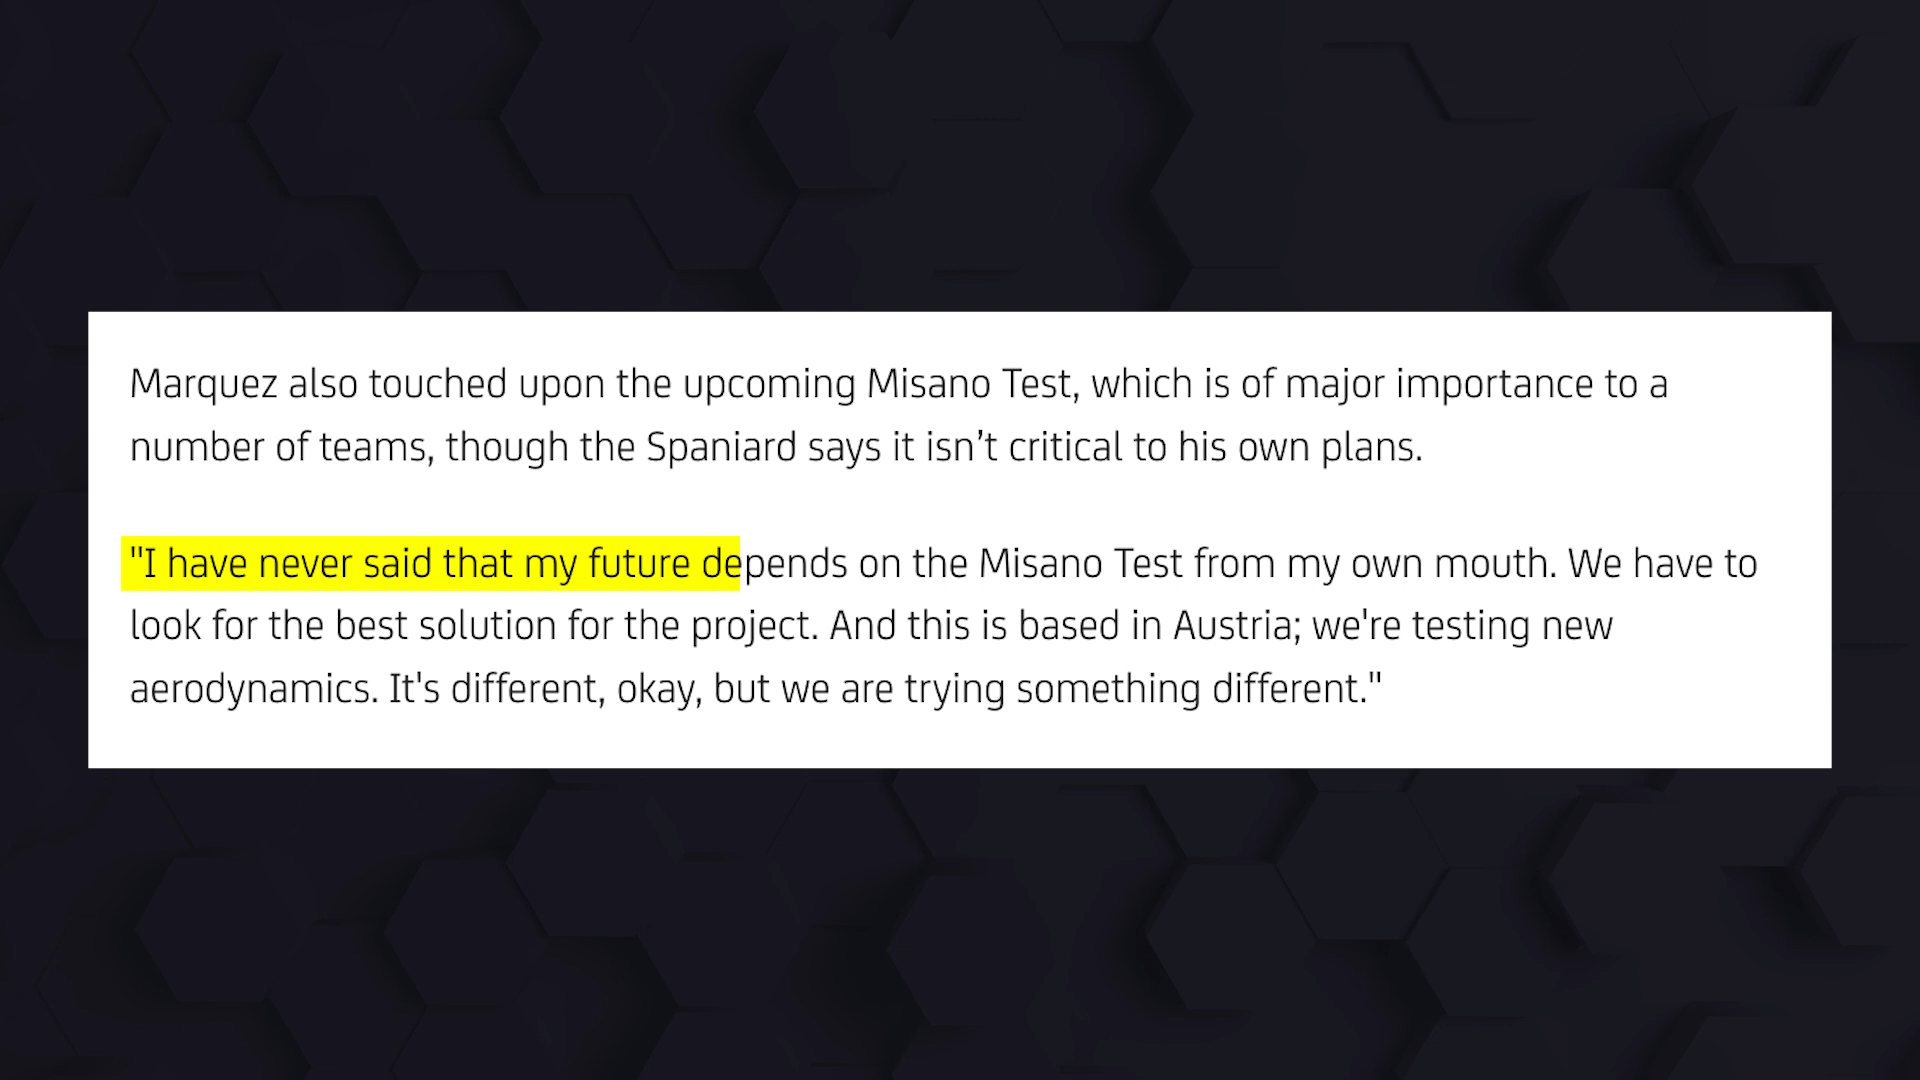 Marquez also touched upon the upcoming Misano Test, which is of major importance to a
number of teams, though the Spaniard says it isn’t critical to his own plans.
"I have never said that my future depends on the Misano Test from my own mouth. We have to
look for the best solution for the project. And this is based in Austria; we're testing new
aerodynamics. It's different, okay, but we are trying something different."